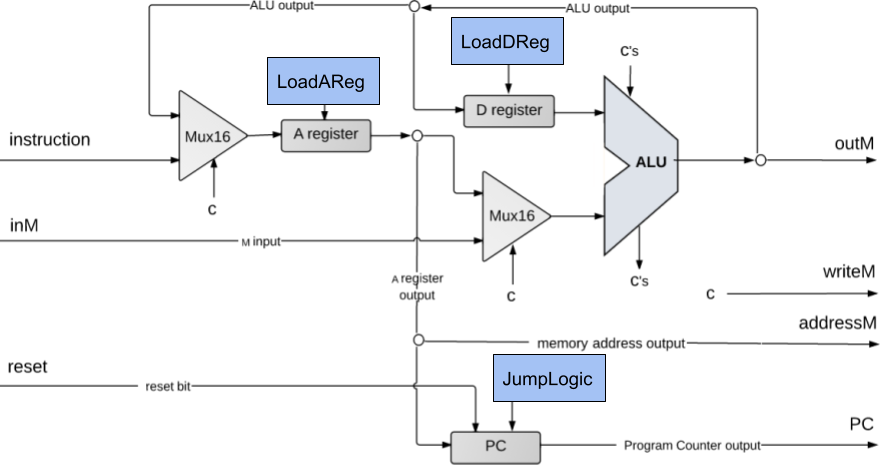 ALU output
ALU output
LoadDReg
c's
LoadAReg
D register
instruction
Mux16
A register
ALU
outM
c
Mux16
inM
M input
c's
A register
output
c
c
writeM
addressM
memory address output
reset
reset bit
JumpLogic
PC
PC
Program Counter output